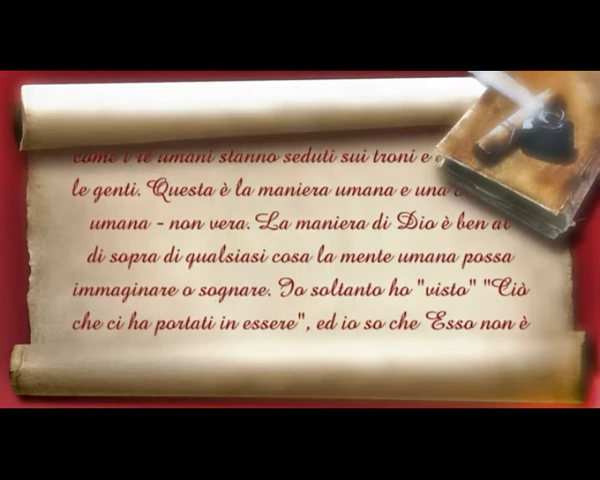 come i re umani stanno seduti sui troni e
le genti. Questa è la maniera umana e una
umana - non vera. La maniera di Dio è ben al
di sopra di qualsiasi cosa la mente umana possa
immaginare o sognare. Io soltanto ho "visto" "Ciò
che ci ha portati in essere", ed io so che Esso non è